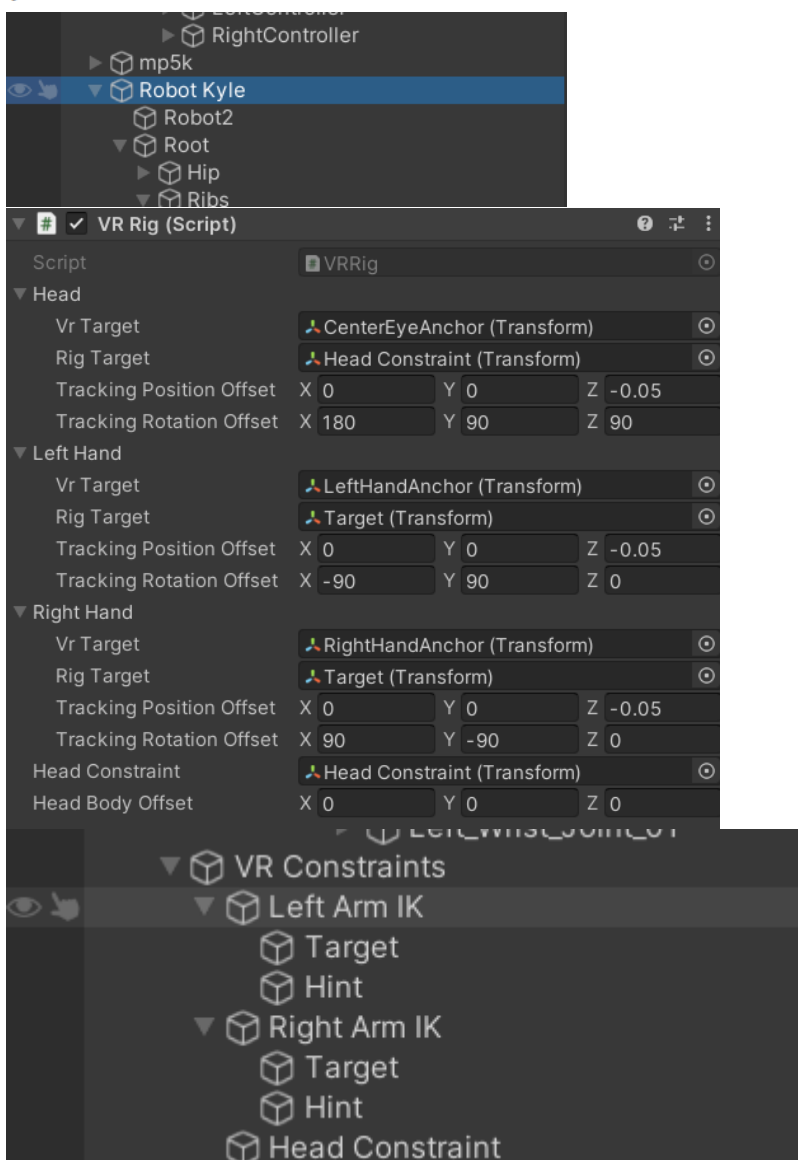 RightController
mp5k
Robot Kyle
Robot2
Root
Hip
Ribs
# VR Rig (Script)
Script # VRRig
Head
Vr Target CenterEyeAnchor (Transform)
Rig Target Head Constraint (Transform)
Tracking Position Offset X 0 Y 0 Z -0.05
Tracking Rotation Offset X 180 Y 90 Z 90
Left Hand
Vr Target LeftHandAnchor (Transform)
Rig Target Target (Transform)
Tracking Position Offset X 0 Y 0 Z -0.05
Tracking Rotation Offset X -90 Y 90 Z 0
Right Hand
Vr Target RightHandAnchor (Transform)
Rig Target Target (Transform)
Tracking Position Offset X 0 Y 0 Z -0.05
Tracking Rotation Offset X 90 Y -90 Z 0
Head Constraint Head Constraint (Transform)
Head Body Offset X 0 Y 0 Z 0
VR Constraints
Left Arm IK
Target
Hint
Right Arm IK
Target
Hint
Head Constraint